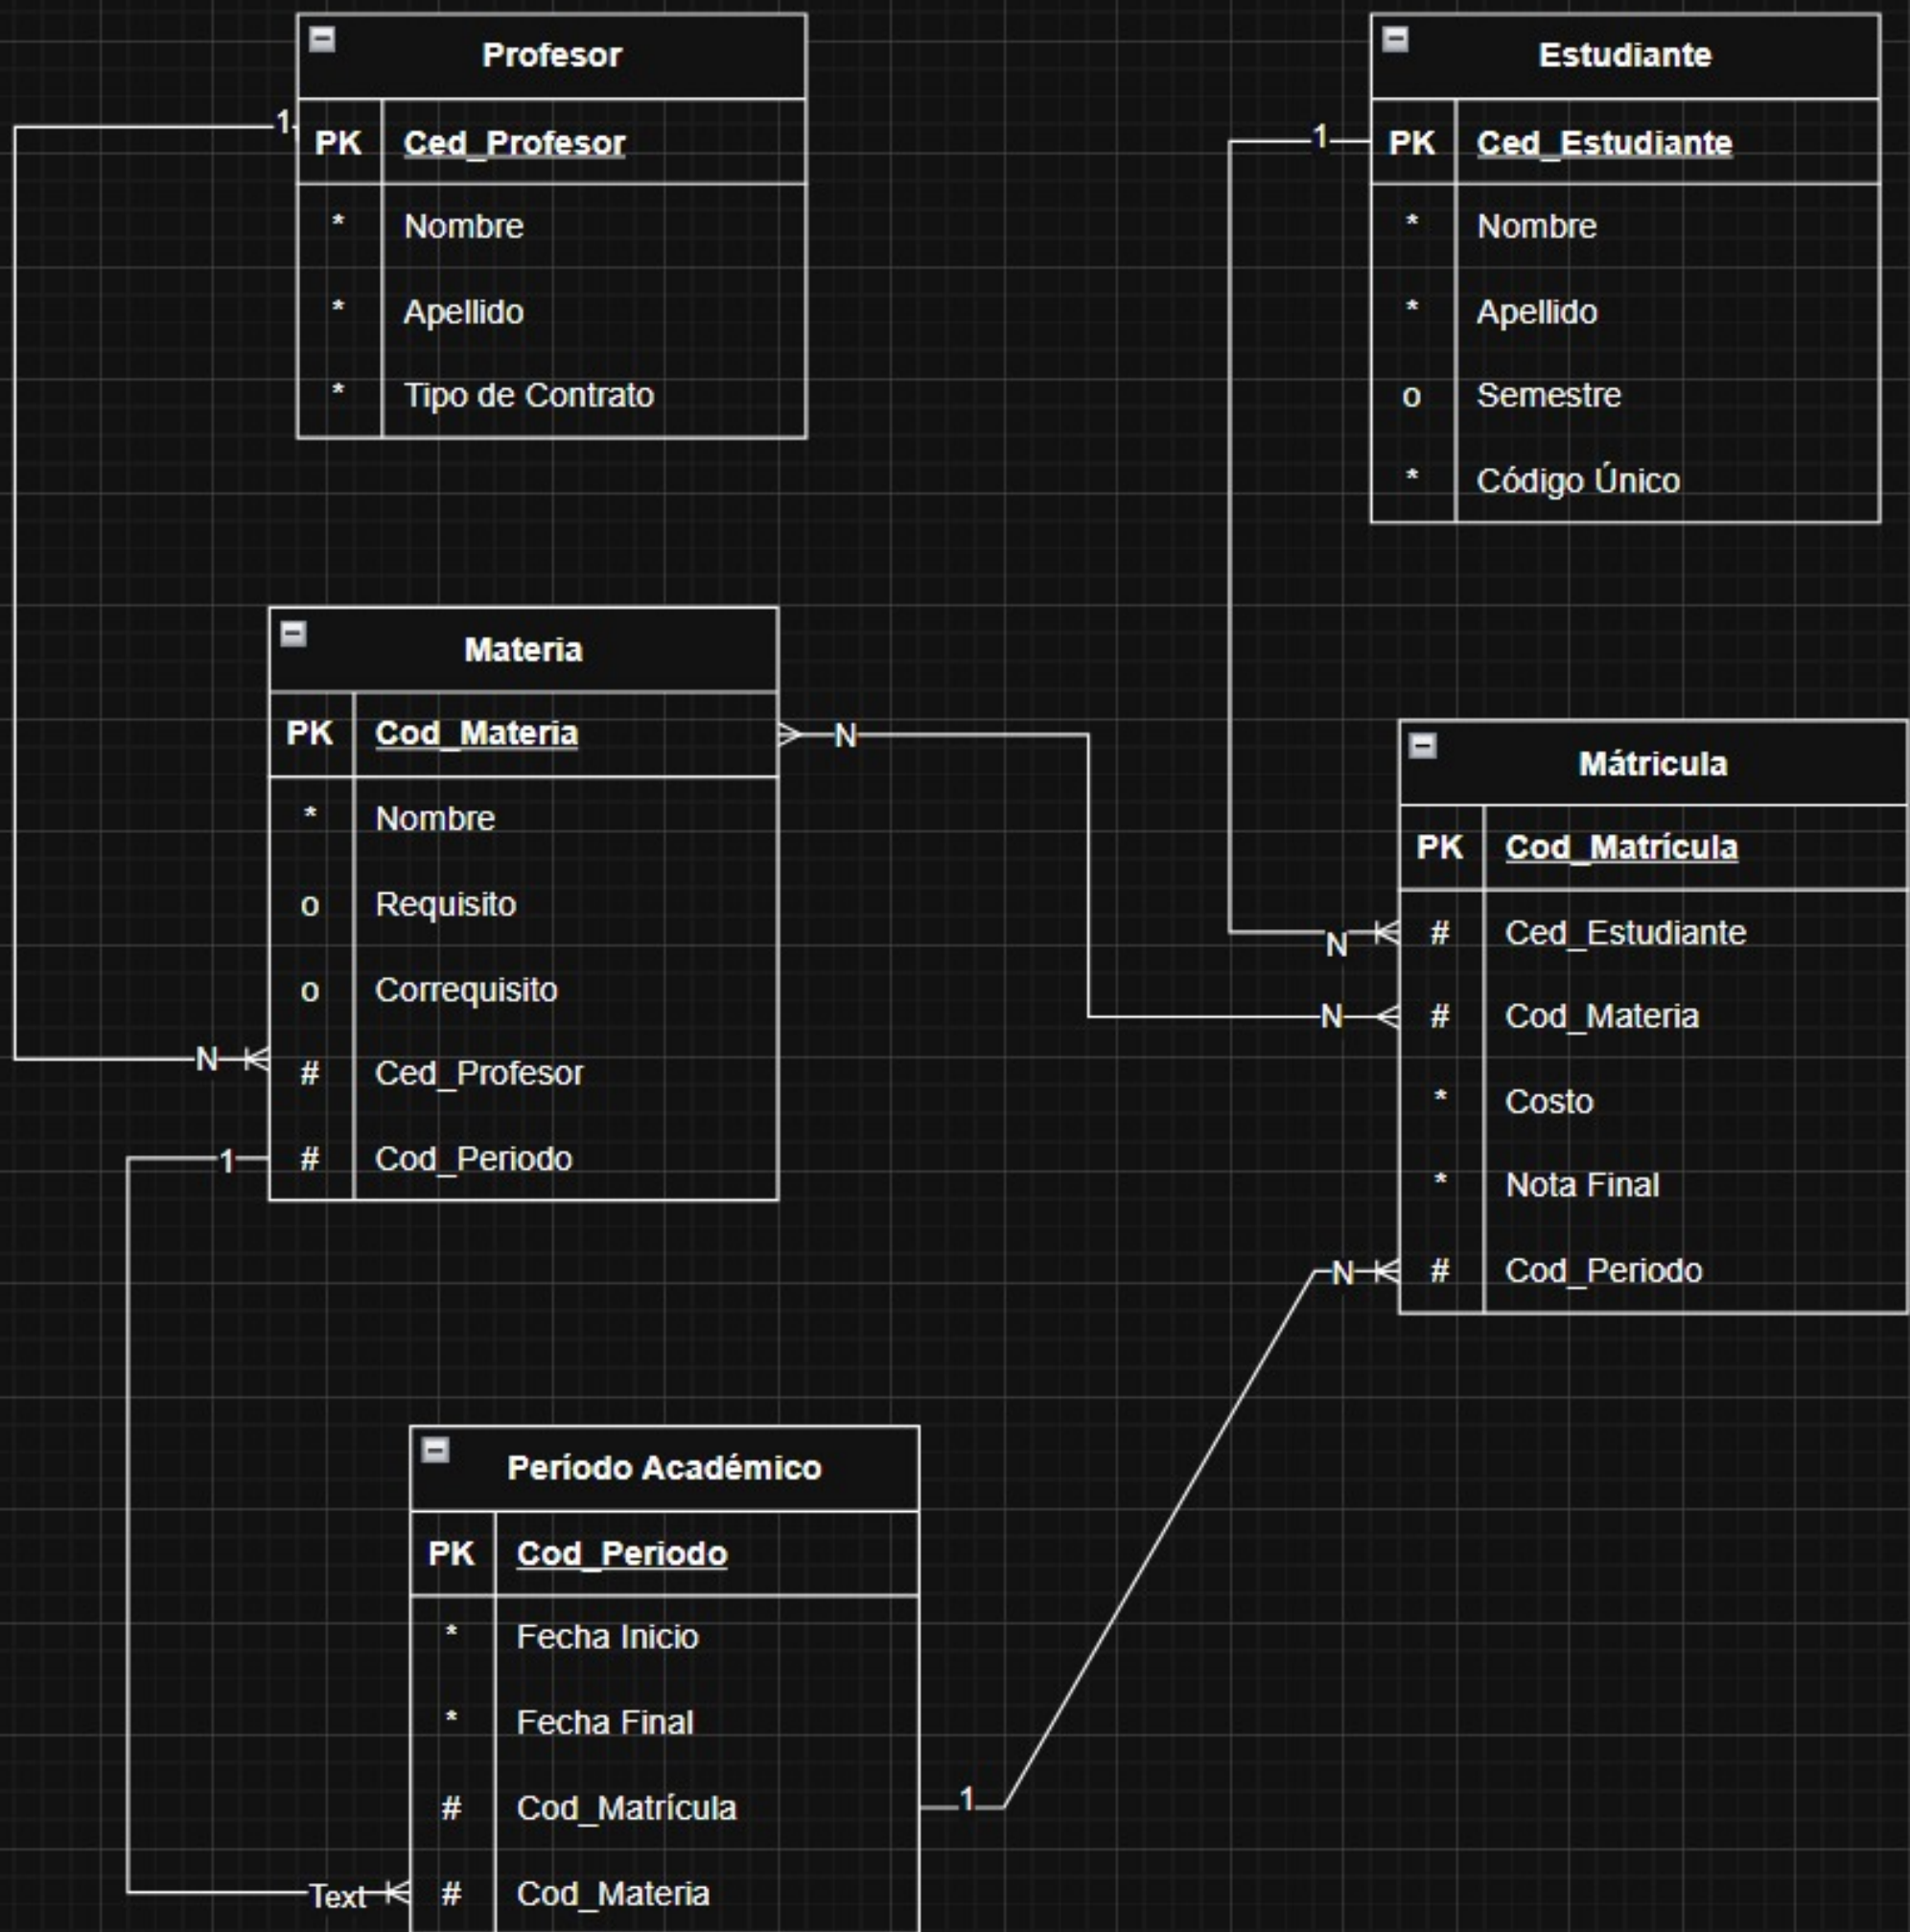 Profesor
1
PK Ced_Profesor
* Nombre
* Apellido
* Tipo de Contrato
Estudiante
1
PK Ced_Estudiante
* Nombre
* Apellido
o Semestre
* Código Único
Materia
PK Cod_Materia
N
* Nombre
o Requisito
o Correquisito
N
# Ced_Profesor
1
# Cod_Periodo
Mátricula
PK Cod_Matrícula
N
# Ced_Estudiante
N
# Cod_Materia
* Costo
* Nota Final
N
# Cod_Periodo
Período Académico
PK Cod_Periodo
* Fecha Inicio
* Fecha Final
# Cod_Matrícula
1
Text
# Cod_Materia